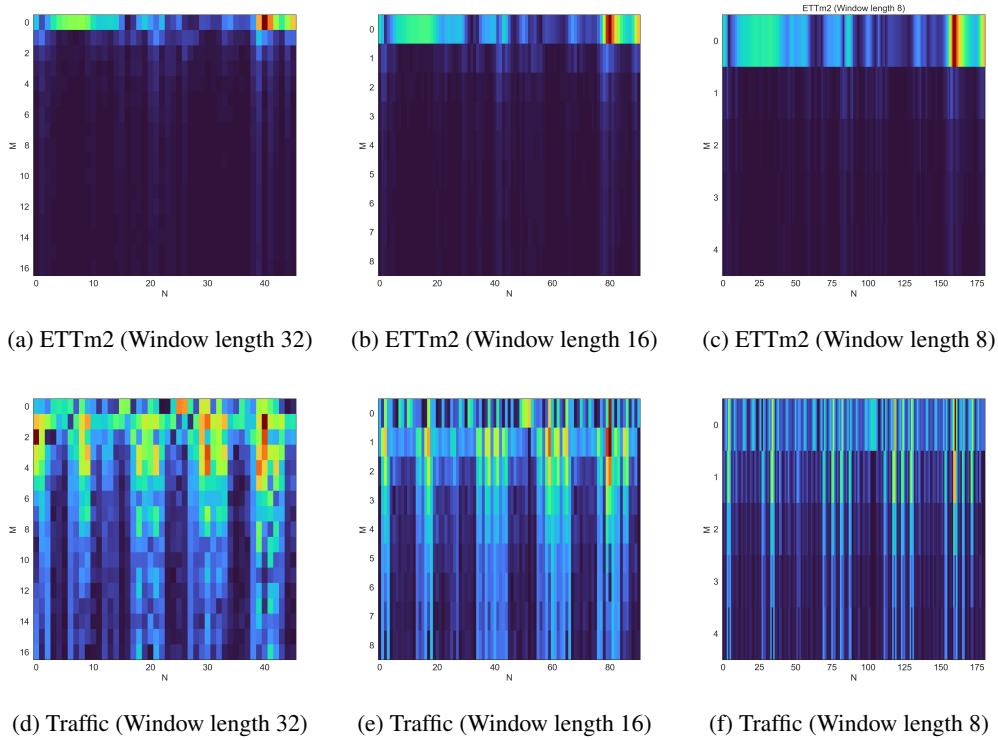 ETTm2 (Window length 8)
0
2
4
6
8
10
12
14
16
M
0 10 20 30 40
N
0
1
2
3
4
5
6
7
8
M
0 20 40 60 80
N
0
1
2
3
4
M
0 25 50 75 100 125 150 175
N
(a) ETTm2 (Window length 32)
(b) ETTm2 (Window length 16)
(c) ETTm2 (Window length 8)
0
2
4
6
8
10
12
14
16
M
0 10 20 30 40
N
0
1
2
3
4
5
6
7
8
M
0 20 40 60 80
N
0
1
2
3
4
M
0 25 50 75 100 125 150 175
N
(d) Traffic (Window length 32)
(e) Traffic (Window length 16)
(f) Traffic (Window length 8)